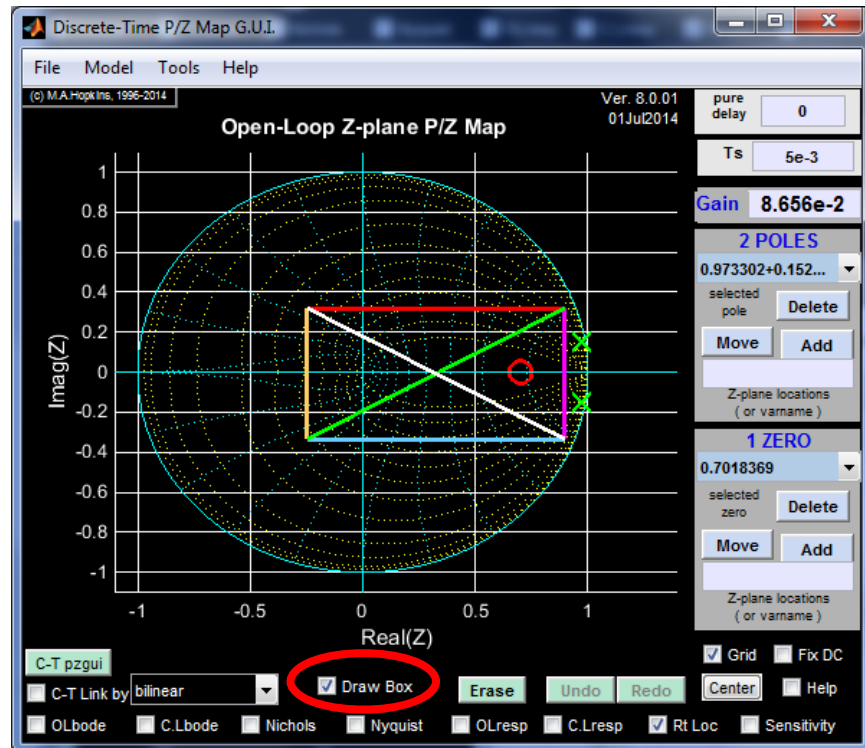 Discrete-Time P/Z Map G.U.I.
File Model Tools Help
(c) M.A.Hopkins, 1996-2014
Ver. 8.0.01
01Jul2014
Open-Loop Z-plane P/Z Map
1
0.8
0.6
0.4
0.2
0
-0.2
-0.4
-0.6
-0.8
-1
Imag(Z)
-1 -0.5 0 0.5 1
Real(Z)
pure
delay 0
Ts 5e-3
Gain 8.656e-2
2 POLES
0.973302+0.152...
selected
pole Delete
Move Add
Z-plane locations
( or varname )
1 ZERO
0.7018369
selected
zero Delete
Move Add
Z-plane locations
( or varname )
Grid Fix DC
C-T pzgui
C-T Link by bilinear Draw Box Erase Undo Redo Center Help
OLbode C.Lbode Nichols Nyquist OLresp C.Lresp Rt Loc Sensitivity